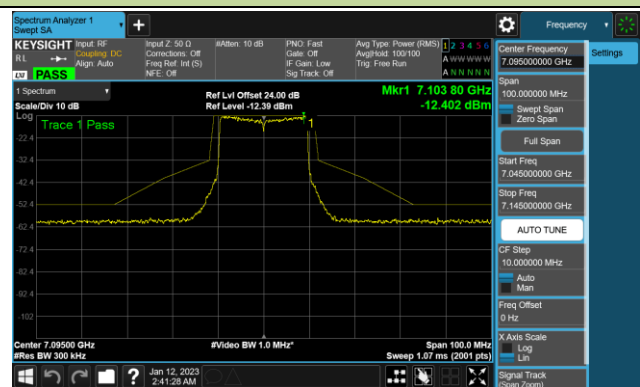 Spectrum Analyzer 1
Swept SA
+
Frequency
KEYSIGHT
RL
LW PASS
Input: RF
Coupling: DC
Align: Auto
Input Z: 50 Ω
Corrections: Off
Freq Ref: Int (S)
NFE: Off
#Atten: 10 dB
PNO: Fast
Gate: Off
IF Gain: Low
Sig Track: Off
Avg Type: Power (RMS)
Avg|Hold: 100/100
Trig: Free Run
1 2 3 4 5 6
A W W W W W
A N N N N N
1 Spectrum
Scale/Div 10 dB
Log
Ref Lvl Offset 24.00 dB
Ref Level -12.39 dBm
Mkr1 7.103 80 GHz
-12.402 dBm
Trace 1 Pass
1
-22.4
-32.4
-42.4
-52.4
-62.4
-72.4
-82.4
-92.4
-102
Center 7.09500 GHz
#Res BW 300 kHz
#Video BW 1.0 MHz*
Span 100.0 MHz
Sweep 1.07 ms (2001 pts)
Center Frequency
7.095000000 GHz
Settings
Span
100.000000 MHz
Swept Span
Zero Span
Full Span
Start Freq
7.045000000 GHz
Stop Freq
7.145000000 GHz
AUTO TUNE
CF Step
10.000000 MHz
Auto
Man
Freq Offset
0 Hz
X Axis Scale
Log
Lin
Signal Track
(Span Zoom)
?
Jan 12, 2023
2:41:28 AM